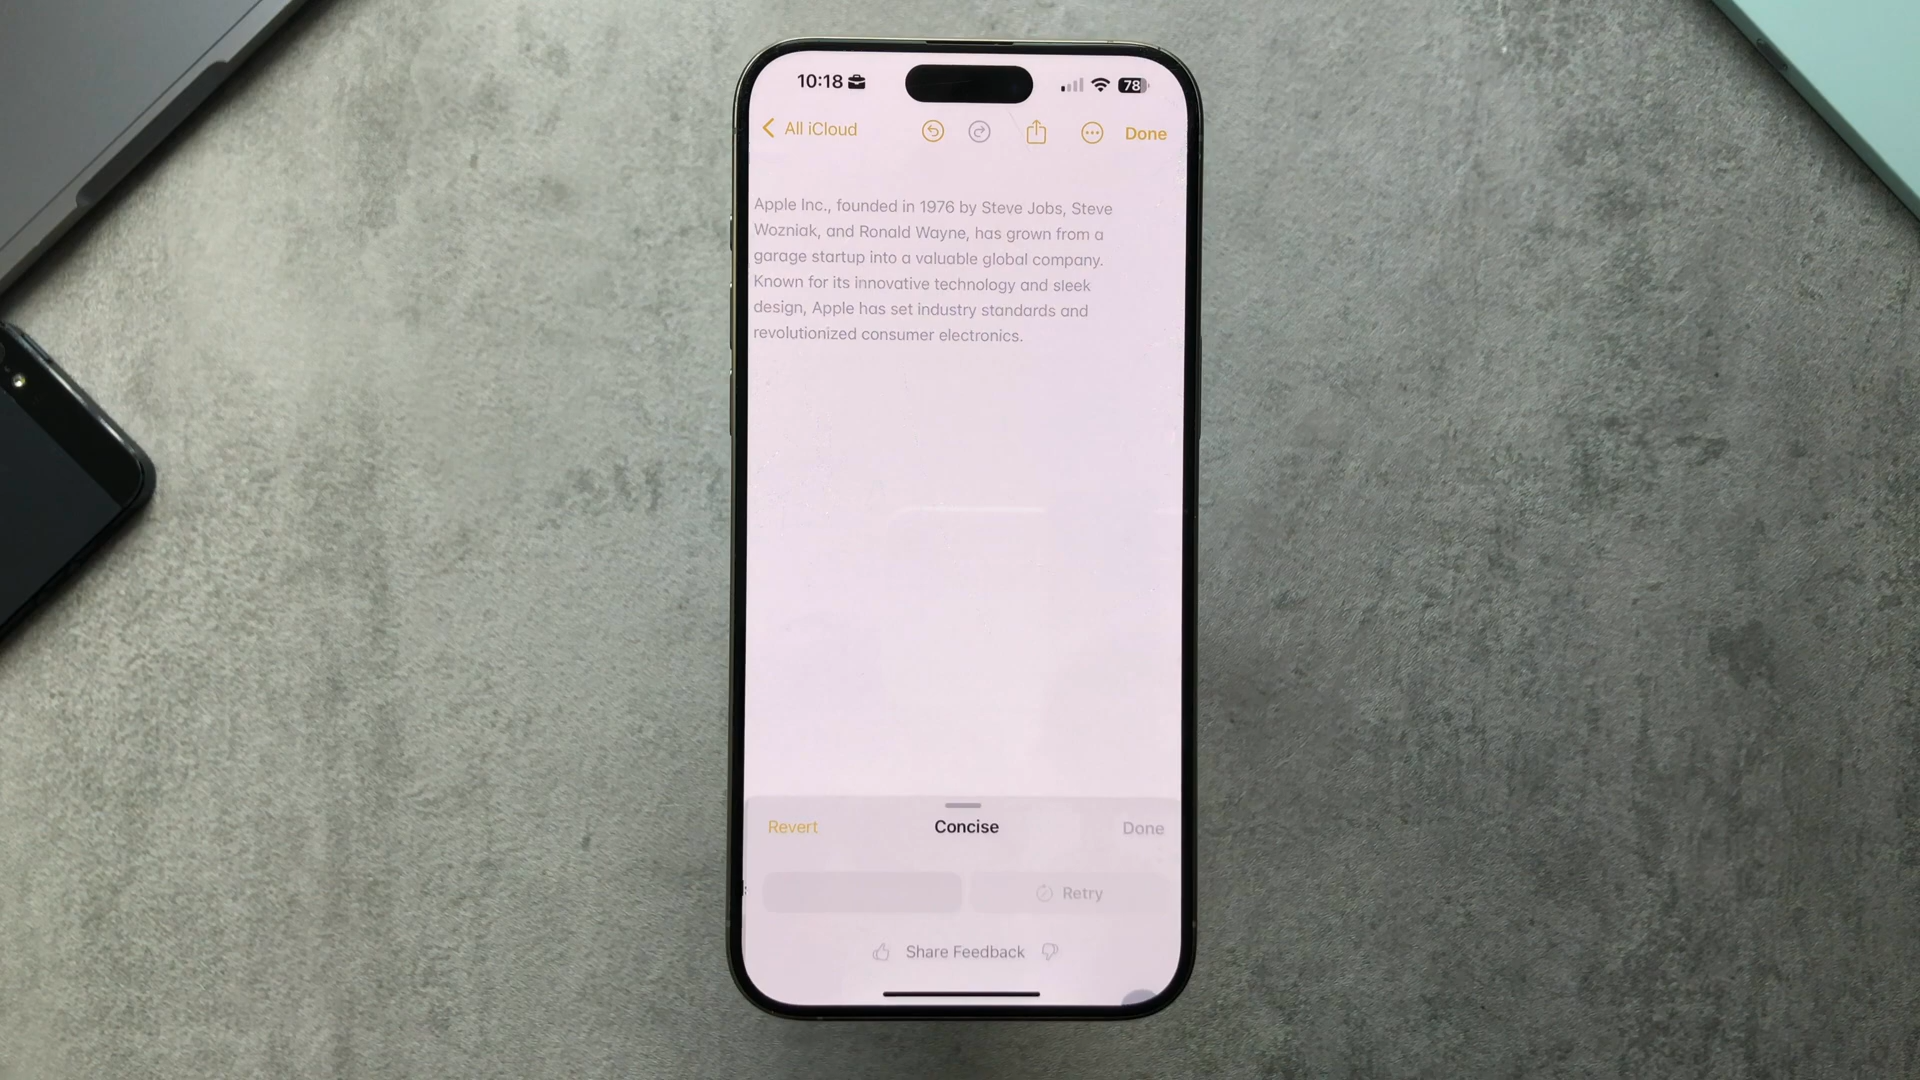 10:18
78
All iCloud
Done
Apple Inc., founded in 1976 by Steve Jobs, Steve
Wozniak, and Ronald Wayne, has grown from a
garage startup into a valuable global company.
Known for its innovative technology and sleek
design, Apple has set industry standards and
revolutionized consumer electronics.
Revert
Concise
Done
Retry
Share Feedback